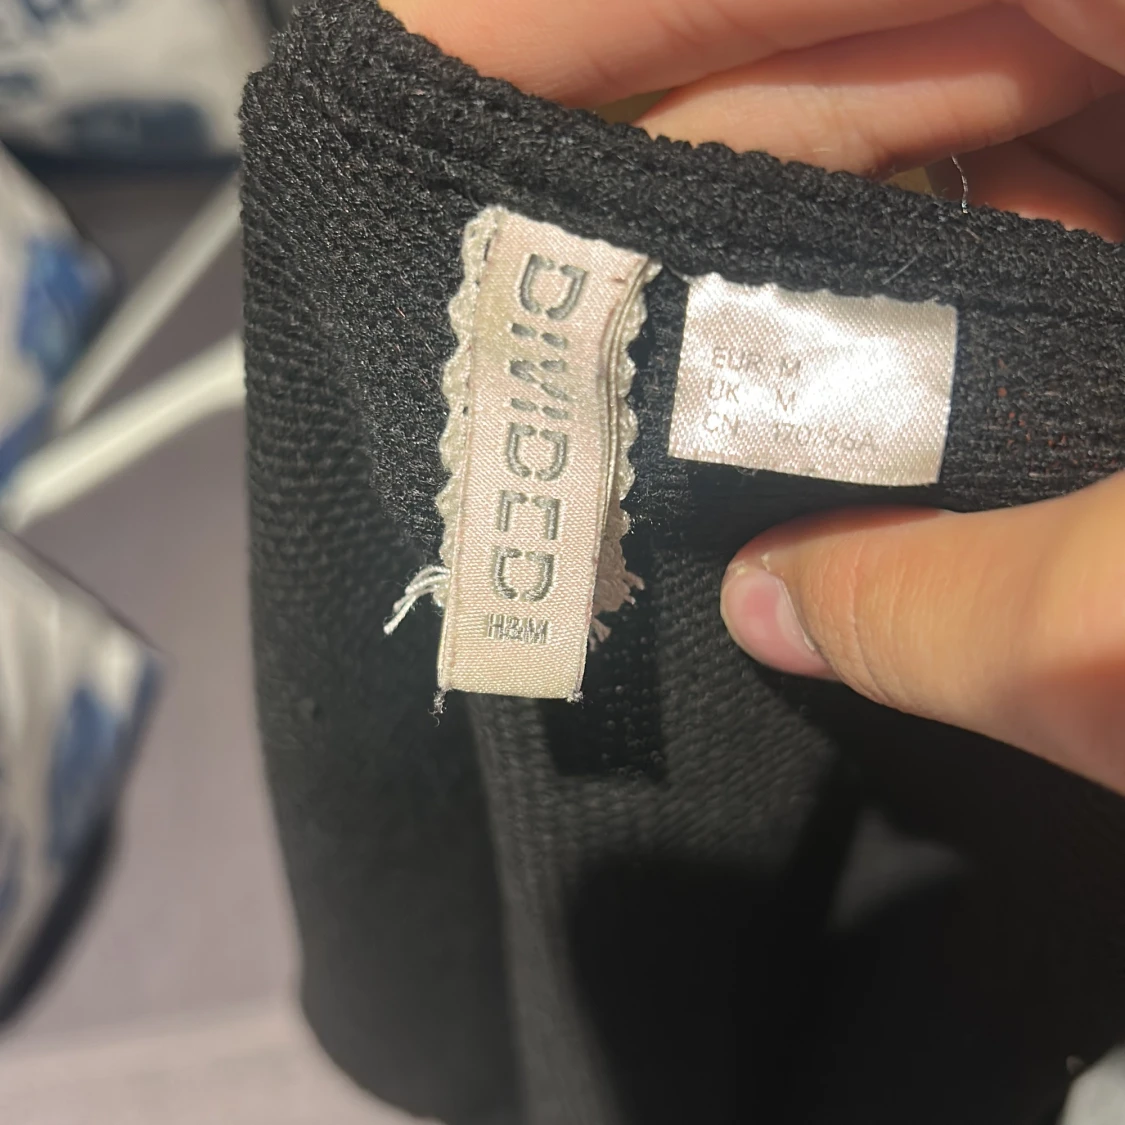 DIVIDED
H&M
EUR M
UK M
CN 170/96A